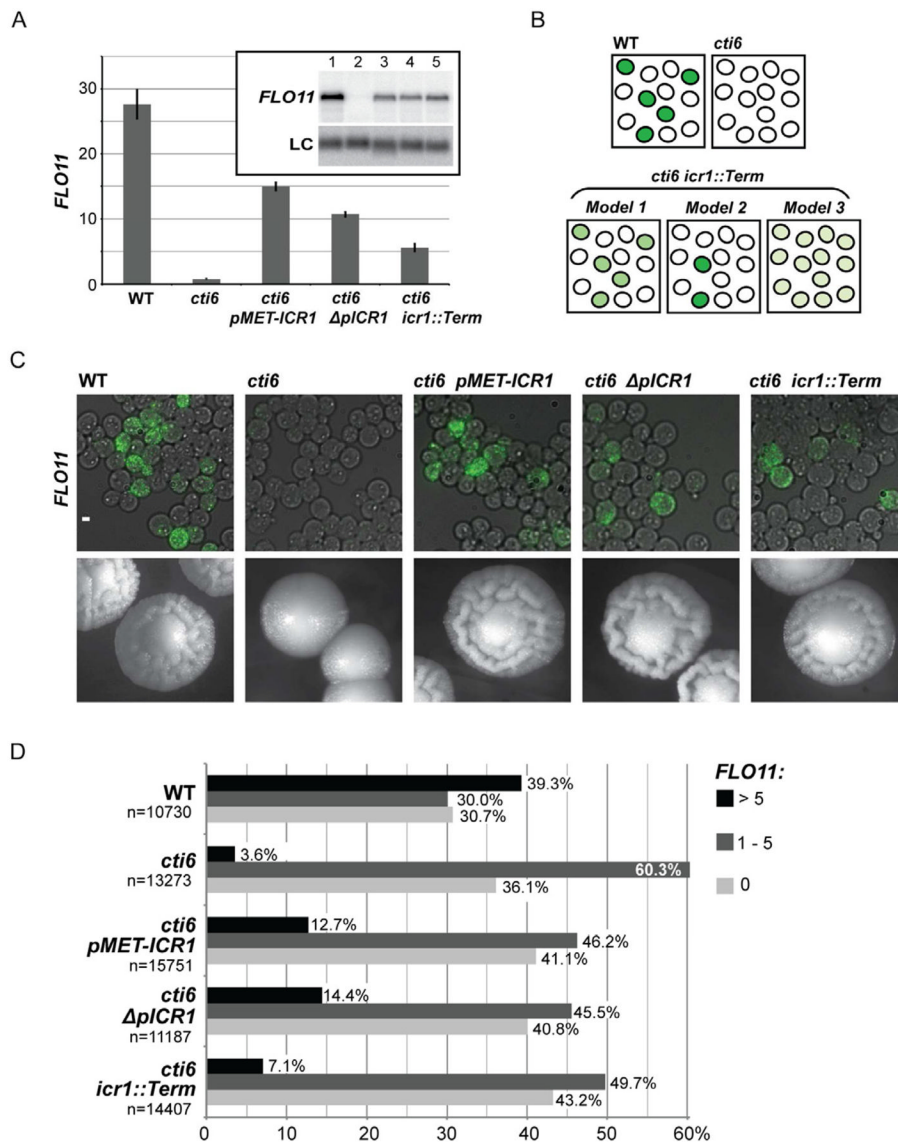 A
FLO11
30
20
10
0
WT
cti6
cti6
pMET-ICR1
cti6
ΔpICR1
cti6
icr1::Term
1 2 3 4 5
FLO11
LC
B
WT
cti6
cti6 icr1::Term
Model 1
Model 2
Model 3
C
WT
cti6
cti6 pMET-ICR1
cti6 ΔpICR1
cti6 icr1::Term
FLO11
D
WT
n=10730
39.3%
30.0%
30.7%
cti6
n=13273
3.6%
60.3%
36.1%
cti6
pMET-ICR1
n=15751
12.7%
46.2%
41.1%
cti6
ΔpICR1
n=11187
14.4%
45.5%
40.8%
cti6
icr1::Term
n=14407
7.1%
49.7%
43.2%
0 10 20 30 40 50 60%
FLO11:
> 5
1 - 5
0